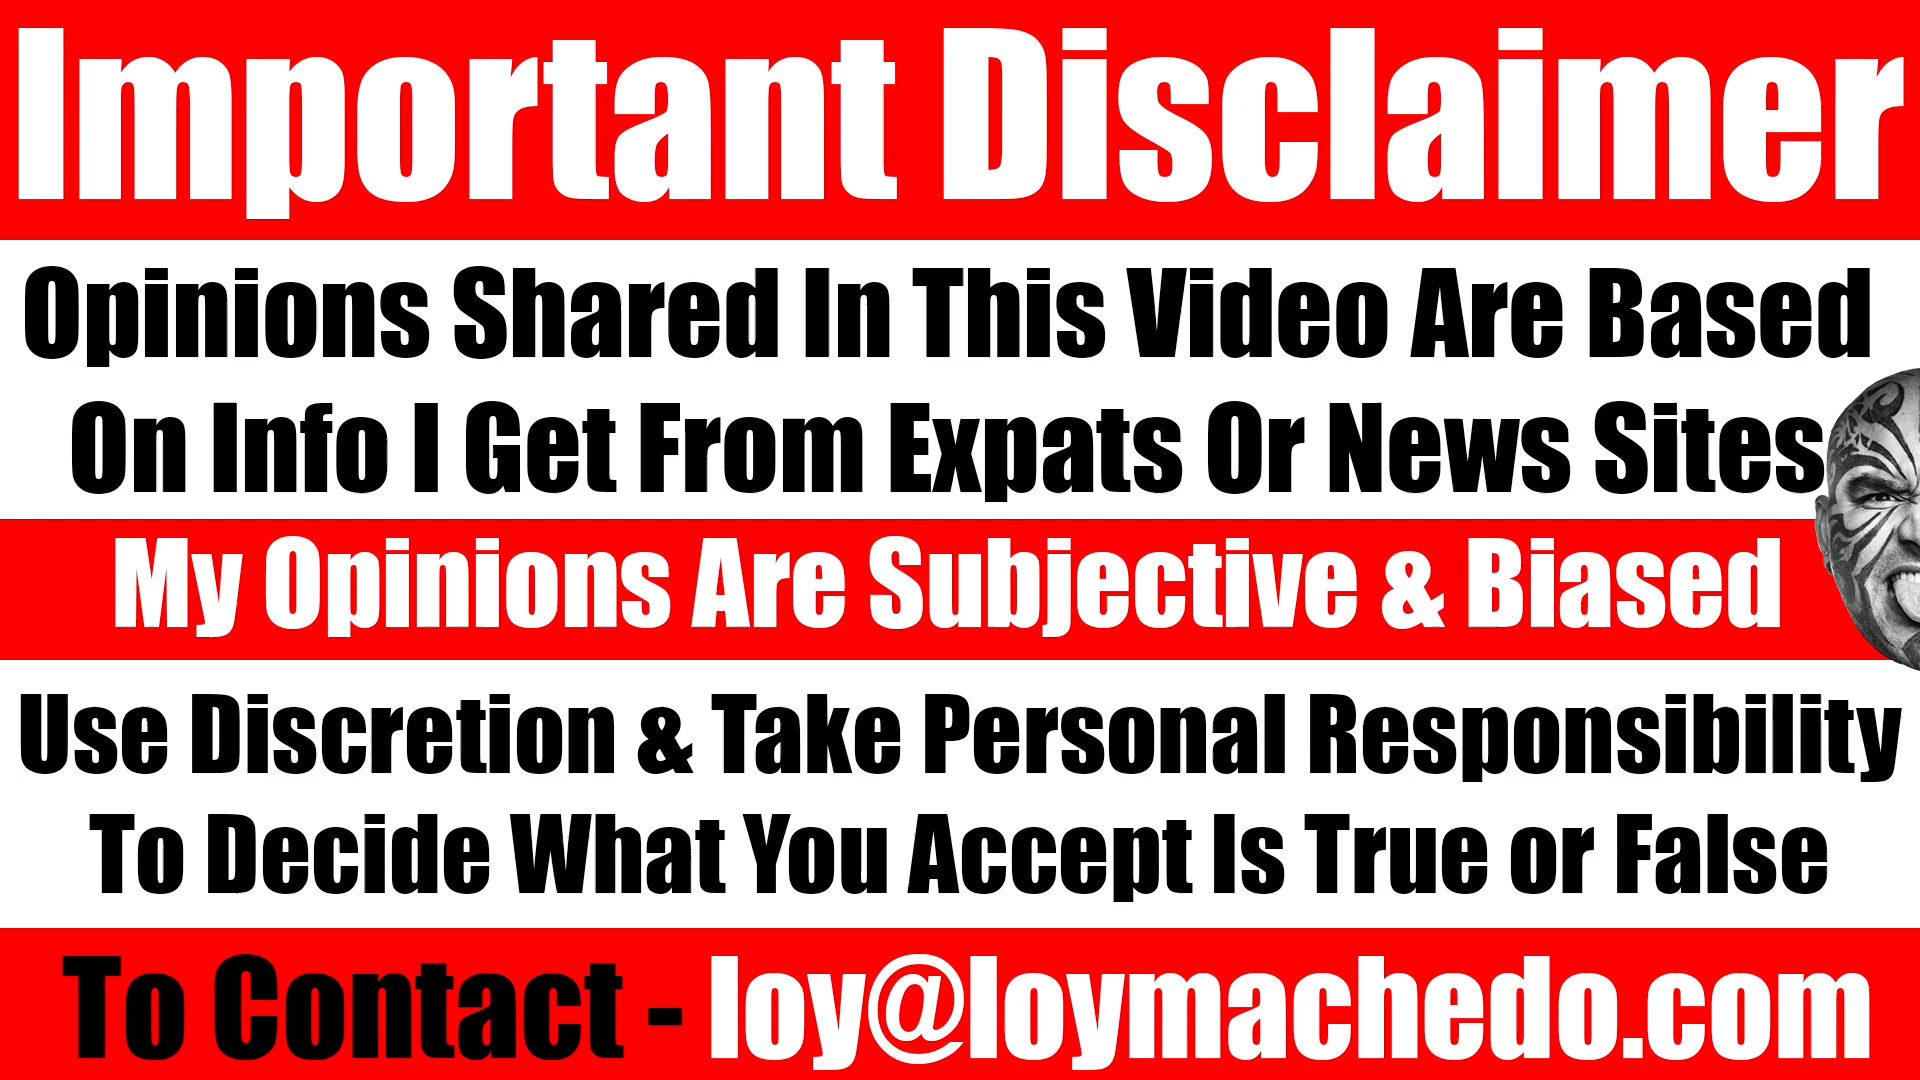 Important Disclaimer
Opinions Shared In This Video Are Based
On Info I Get From Expats Or News Sites
My Opinions Are Subjective & Biased
Use Discretion & Take Personal Responsibility
To Decide What You Accept Is True or False
To Contact - loy@loymachedo.com